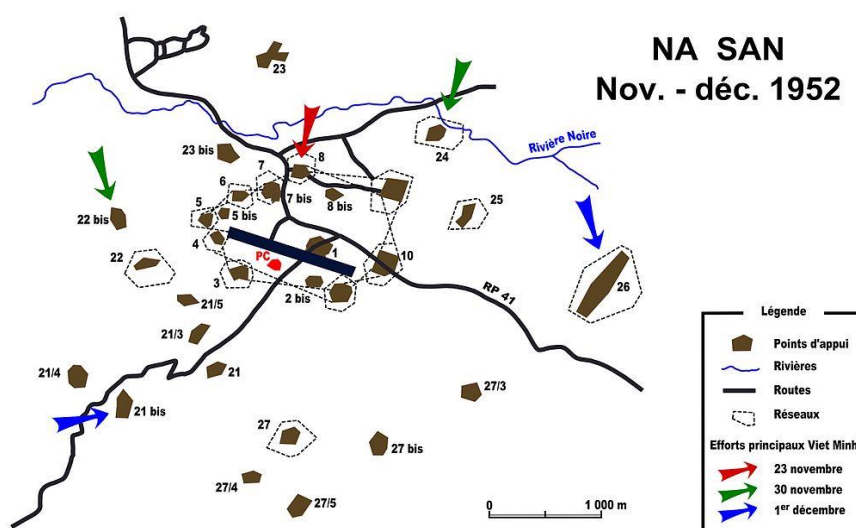 NA SAN
Nov. - déc. 1952
23
24
Rivière Noire
23 bis
7
8
6
7 bis
8 bis
5
5 bis
25
22 bis
4
22
PC
1
10
3
2 bis
26
RP 41
21/5
21/3
21/4
21
21 bis
27/3
27
27 bis
27/4
27/5
0
1 000 m
Légende
Points d'appui
Rivières
Routes
Réseaux
Efforts principaux Viet Minh
23 novembre
30 novembre
1er décembre